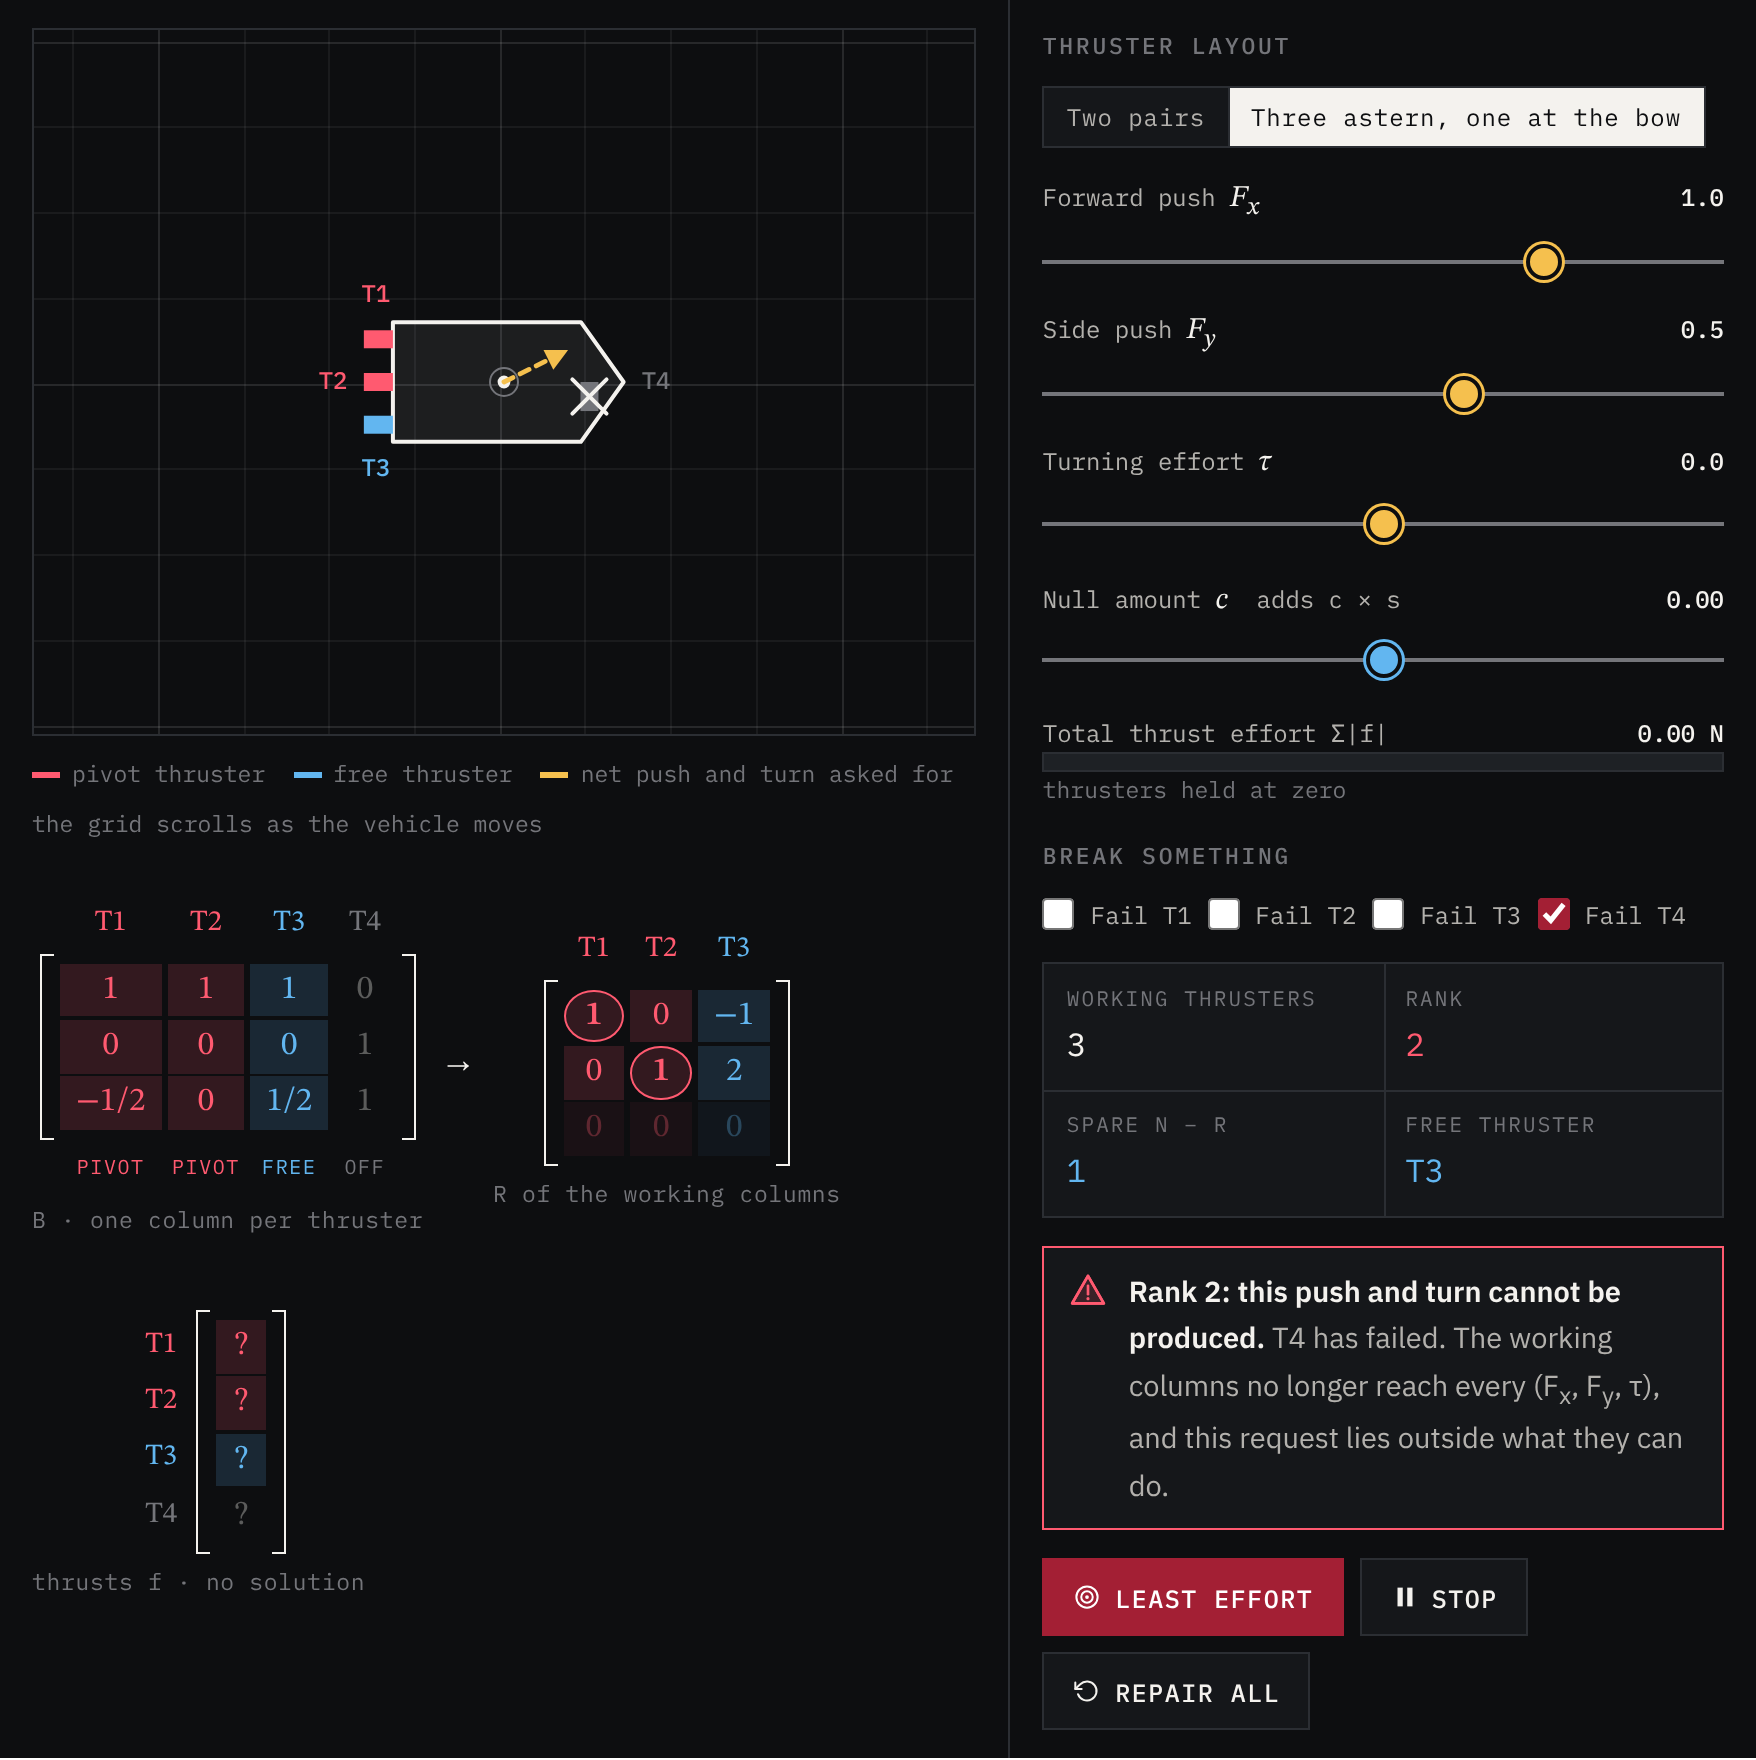 T1
T2
T4
T3
pivot thruster free thruster net push and turn asked for
the grid scrolls as the vehicle moves
T1 T2 T3 T4
1 1 1 0
0 0 0 1
−1/2 0 1/2 1
PIVOT PIVOT FREE OFF
B · one column per thruster
→
T1 T2 T3
1 0 −1
0 1 2
0 0 0
R of the working columns
T1 ?
T2 ?
T3 ?
T4 ?
thrusts f · no solution
THRUSTER LAYOUT
Two pairs Three astern, one at the bow
Forward push Fx 1.0
Side push Fy 0.5
Turning effort τ 0.0
Null amount c adds c × s 0.00
Total thrust effort Σ|f| 0.00 N
thrusters held at zero
BREAK SOMETHING
Fail T1 Fail T2 Fail T3 Fail T4
WORKING THRUSTERS RANK
3 2
SPARE N − R FREE THRUSTER
1 T3
Rank 2: this push and turn cannot be
produced. T4 has failed. The working
columns no longer reach every (Fx, Fy, τ),
and this request lies outside what they can
do.
LEAST EFFORT STOP
REPAIR ALL